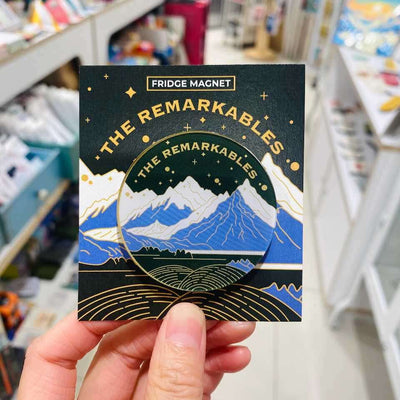 FRIDGE MAGNET
THE REMARKABLES
THE REMARKABLES